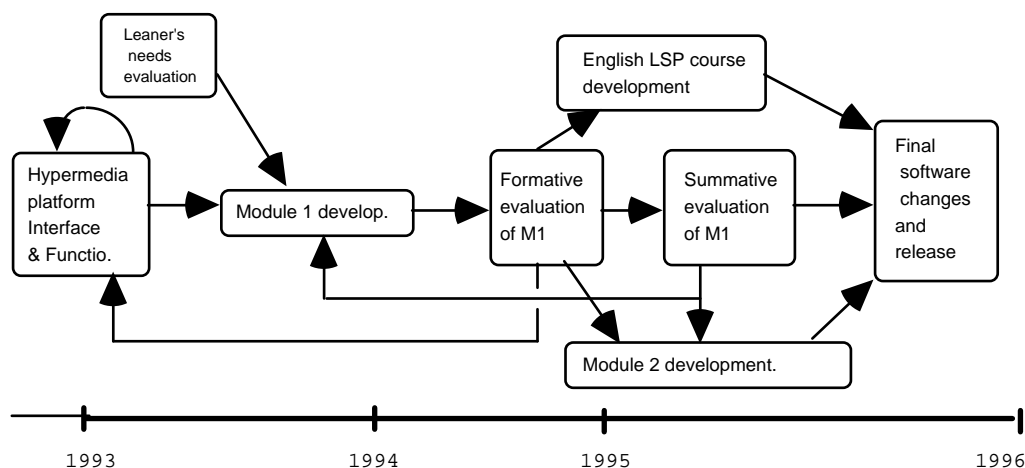 Leaner's
needs
evaluation
English LSP course
development
Hypermedia
platform
Interface
& Functio.
Module 1 develop.
Formative
evaluation
of M1
Summative
evaluation
of M1
Final
software
changes
and
release
Module 2 development.
1993
1994
1995
1996